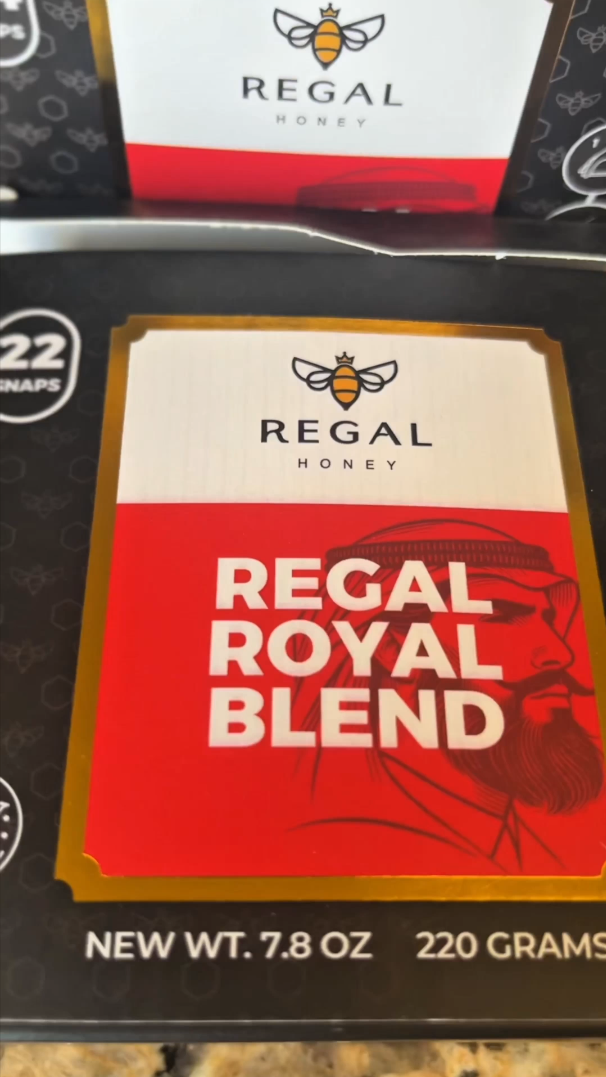 REGAL
HONEY
22
SNAPS
REGAL
HONEY
REGAL
ROYAL
BLEND
NEW WT. 7.8 OZ 220 GRAMS